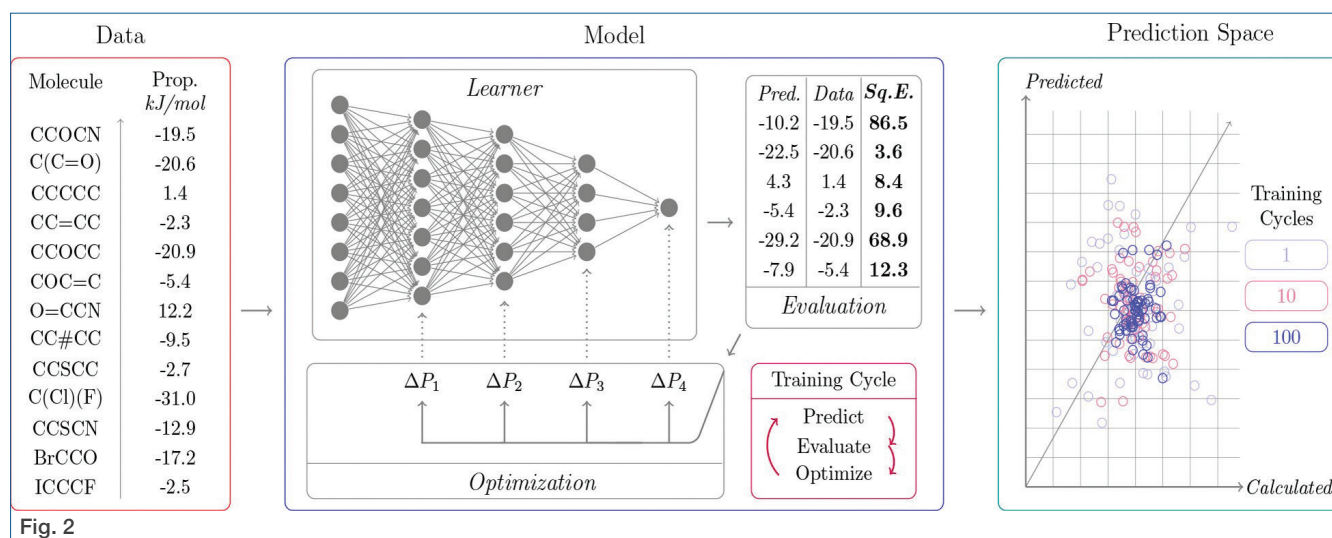 Data
Model
Prediction Space
Molecule Prop.
kJ/mol
CCOCN -19.5
C(C=O) -20.6
CCCCC 1.4
CC=CC -2.3
CCOCC -20.9
COC=C -5.4
O=CCN 12.2
CC#CC -9.5
CCSCC -2.7
C(Cl)(F) -31.0
CCSCN -12.9
BrCCO -17.2
ICCCF -2.5
Learner
Pred. Data Sq.E.
-10.2 -19.5 86.5
-22.5 -20.6 3.6
4.3 1.4 8.4
-5.4 -2.3 9.6
-29.2 -20.9 68.9
-7.9 -5.4 12.3
Evaluation
ΔP1 ΔP2 ΔP3 ΔP4
Optimization
Training Cycle
Predict
Evaluate
Optimize
Predicted
Training
Cycles
1
10
100
Calculated
Fig. 2